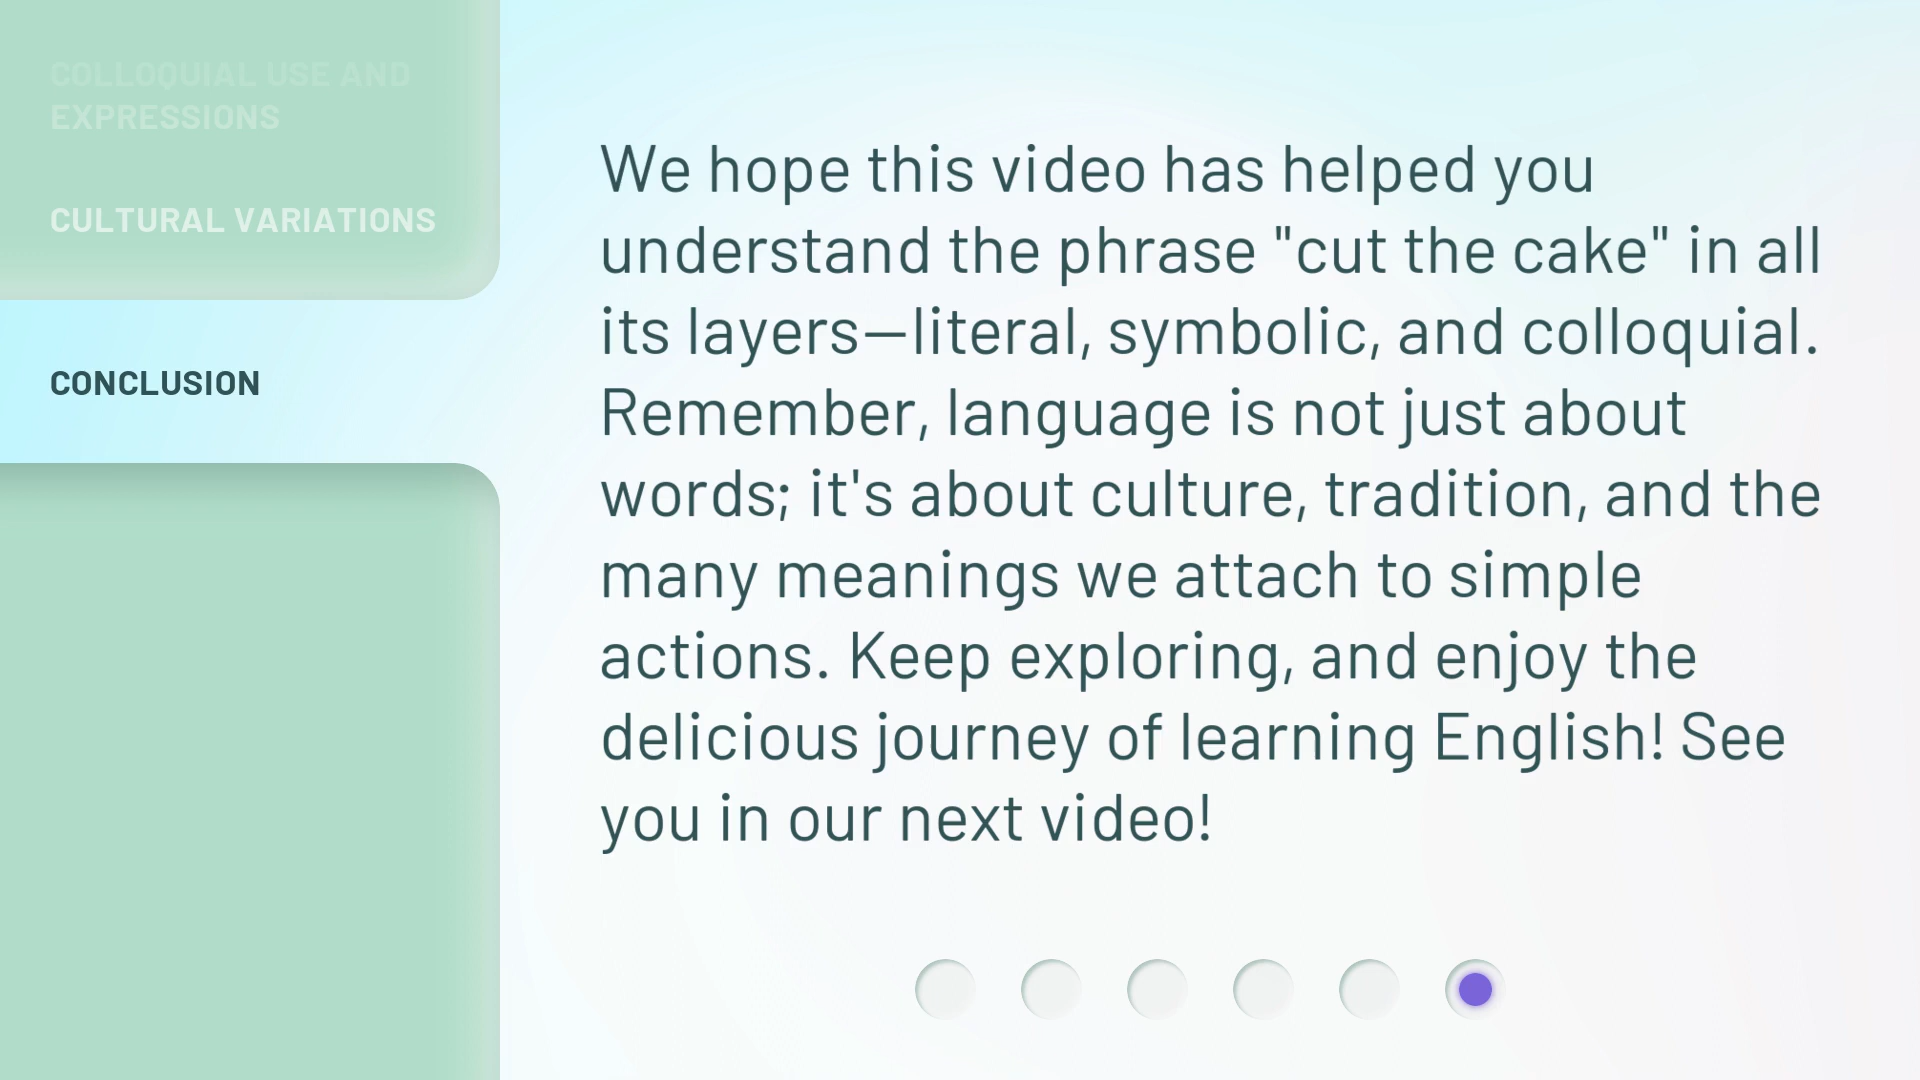 COLLOQUIAL USE AND
EXPRESSIONS
CULTURAL VARIATIONS
CONCLUSION
We hope this video has helped you
understand the phrase "cut the cake" in all
its layers—literal, symbolic, and colloquial.
Remember, language is not just about
words; it's about culture, tradition, and the
many meanings we attach to simple
actions. Keep exploring, and enjoy the
delicious journey of learning English! See
you in our next video!